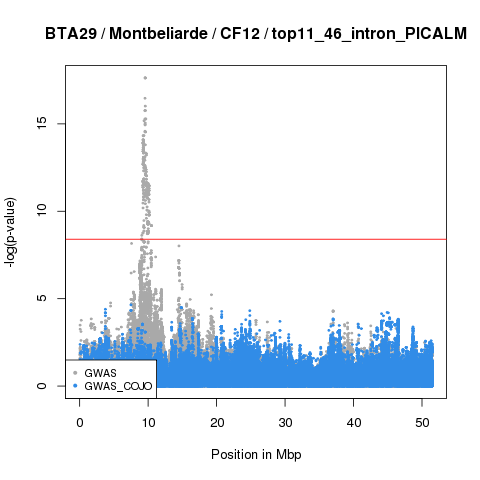 BTA29 / Montbeliarde / CF12 / top11_46_intron_PICALM
-log(p-value)
15
10
5
0
GWAS
GWAS_COJO
0 10 20 30 40 50
Position in Mbp